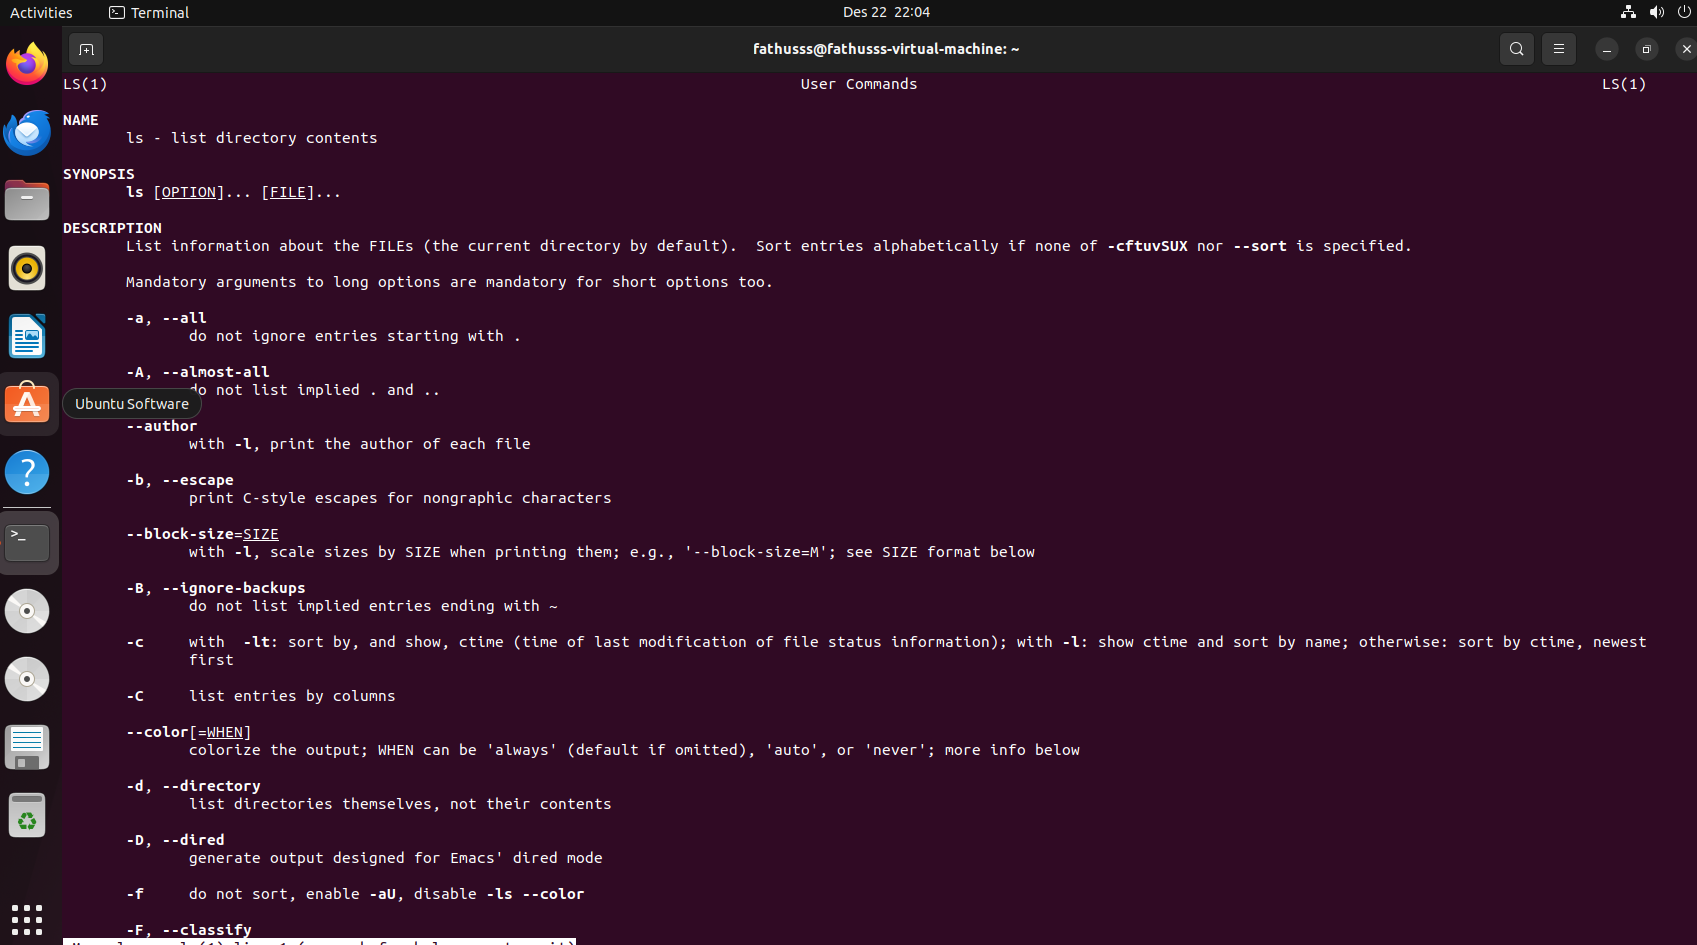 Activities Terminal Des 22 22:04
fathusss@fathusss-virtual-machine: ~
LS(1) User Commands LS(1)
NAME
ls - list directory contents
SYNOPSIS
ls [OPTION]... [FILE]...
DESCRIPTION
List information about the FILEs (the current directory by default). Sort entries alphabetically if none of -cftuvSUX nor --sort is specified.
Mandatory arguments to long options are mandatory for short options too.
-a, --all
do not ignore entries starting with .
-A, --almost-all
do not list implied . and ..
Ubuntu Software
--author
with -l, print the author of each file
-b, --escape
print C-style escapes for nongraphic characters
--block-size=SIZE
with -l, scale sizes by SIZE when printing them; e.g., '--block-size=M'; see SIZE format below
-B, --ignore-backups
do not list implied entries ending with ~
-c with -lt: sort by, and show, ctime (time of last modification of file status information); with -l: show ctime and sort by name; otherwise: sort by ctime, newest
first
-C list entries by columns
--color[=WHEN]
colorize the output; WHEN can be 'always' (default if omitted), 'auto', or 'never'; more info below
-d, --directory
list directories themselves, not their contents
-D, --dired
generate output designed for Emacs' dired mode
-f do not sort, enable -aU, disable -ls --color
-F, --classify